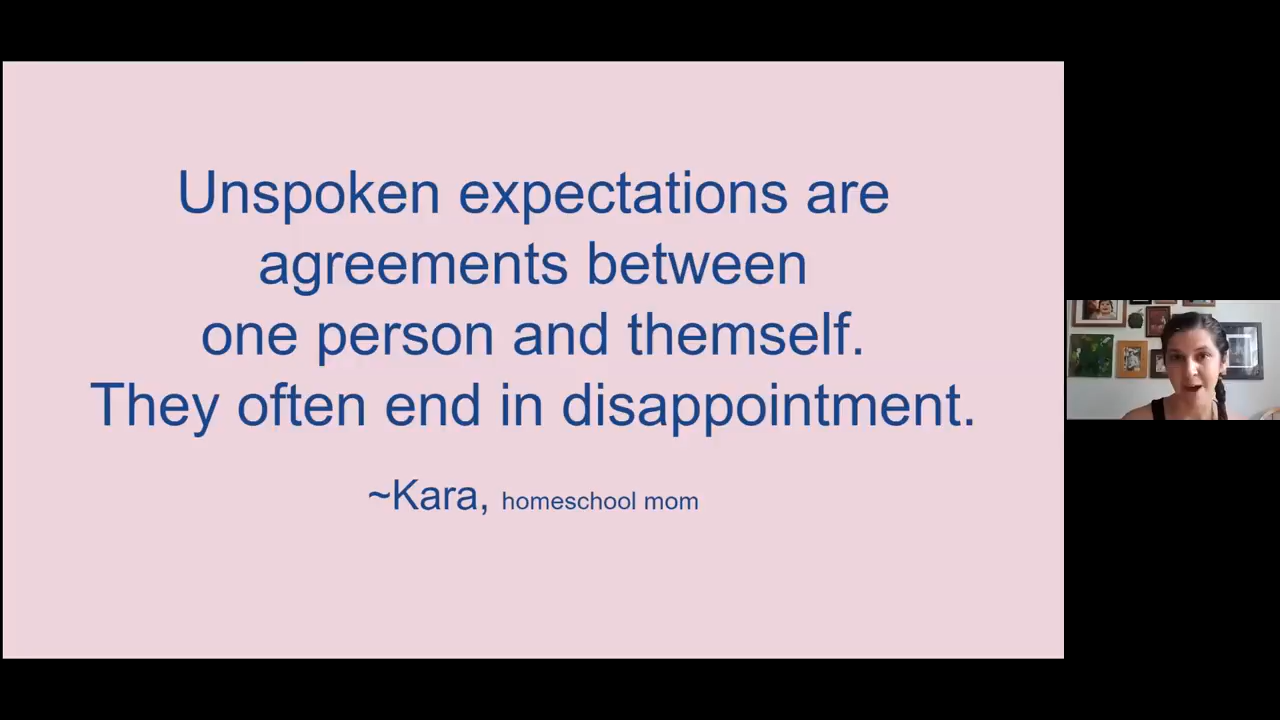 Unspoken expectations are
agreements between
one person and themself.
They often end in disappointment.
~Kara, homeschool mom